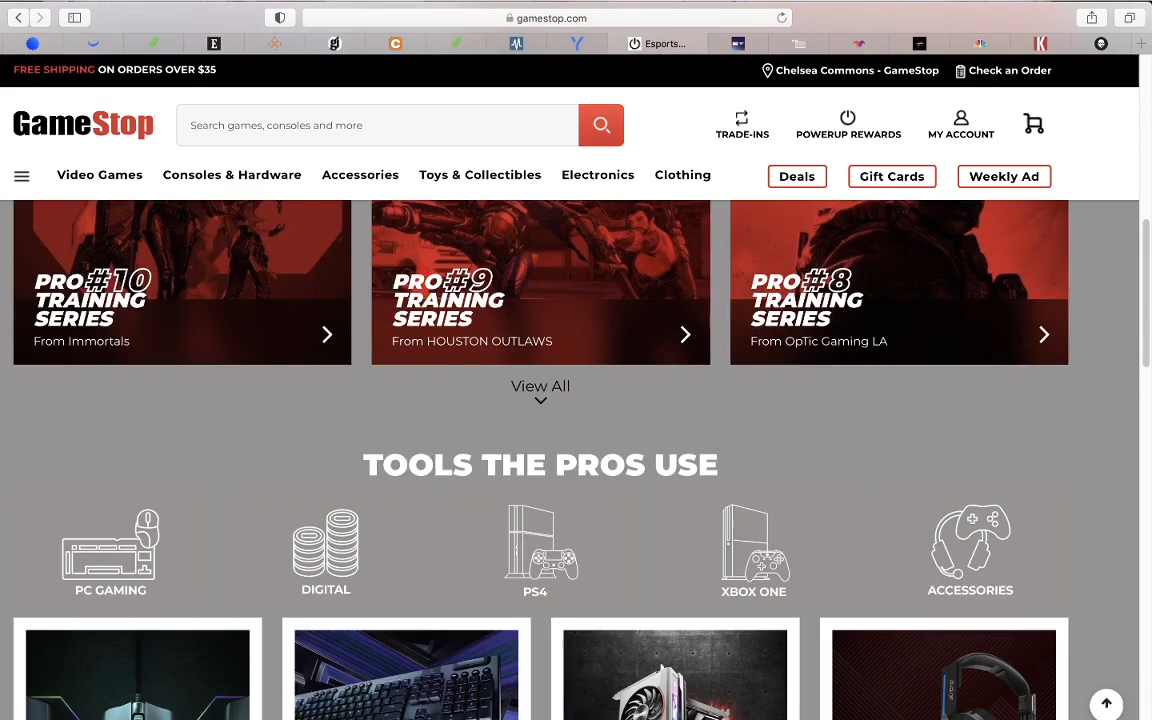 gamestop.com
Esports...
FREE SHIPPING ON ORDERS OVER $35
Chelsea Commons - GameStop
Check an Order
GameStop
Search games, consoles and more
TRADE-INS
POWERUP REWARDS
MY ACCOUNT
Video Games
Consoles & Hardware
Accessories
Toys & Collectibles
Electronics
Clothing
Deals
Gift Cards
Weekly Ad
PRO #10
TRAINING
SERIES
From Immortals
PRO #9
TRAINING
SERIES
From HOUSTON OUTLAWS
PRO #8
TRAINING
SERIES
From OpTic Gaming LA
View All
TOOLS THE PROS USE
PC GAMING
DIGITAL
PS4
XBOX ONE
ACCESSORIES